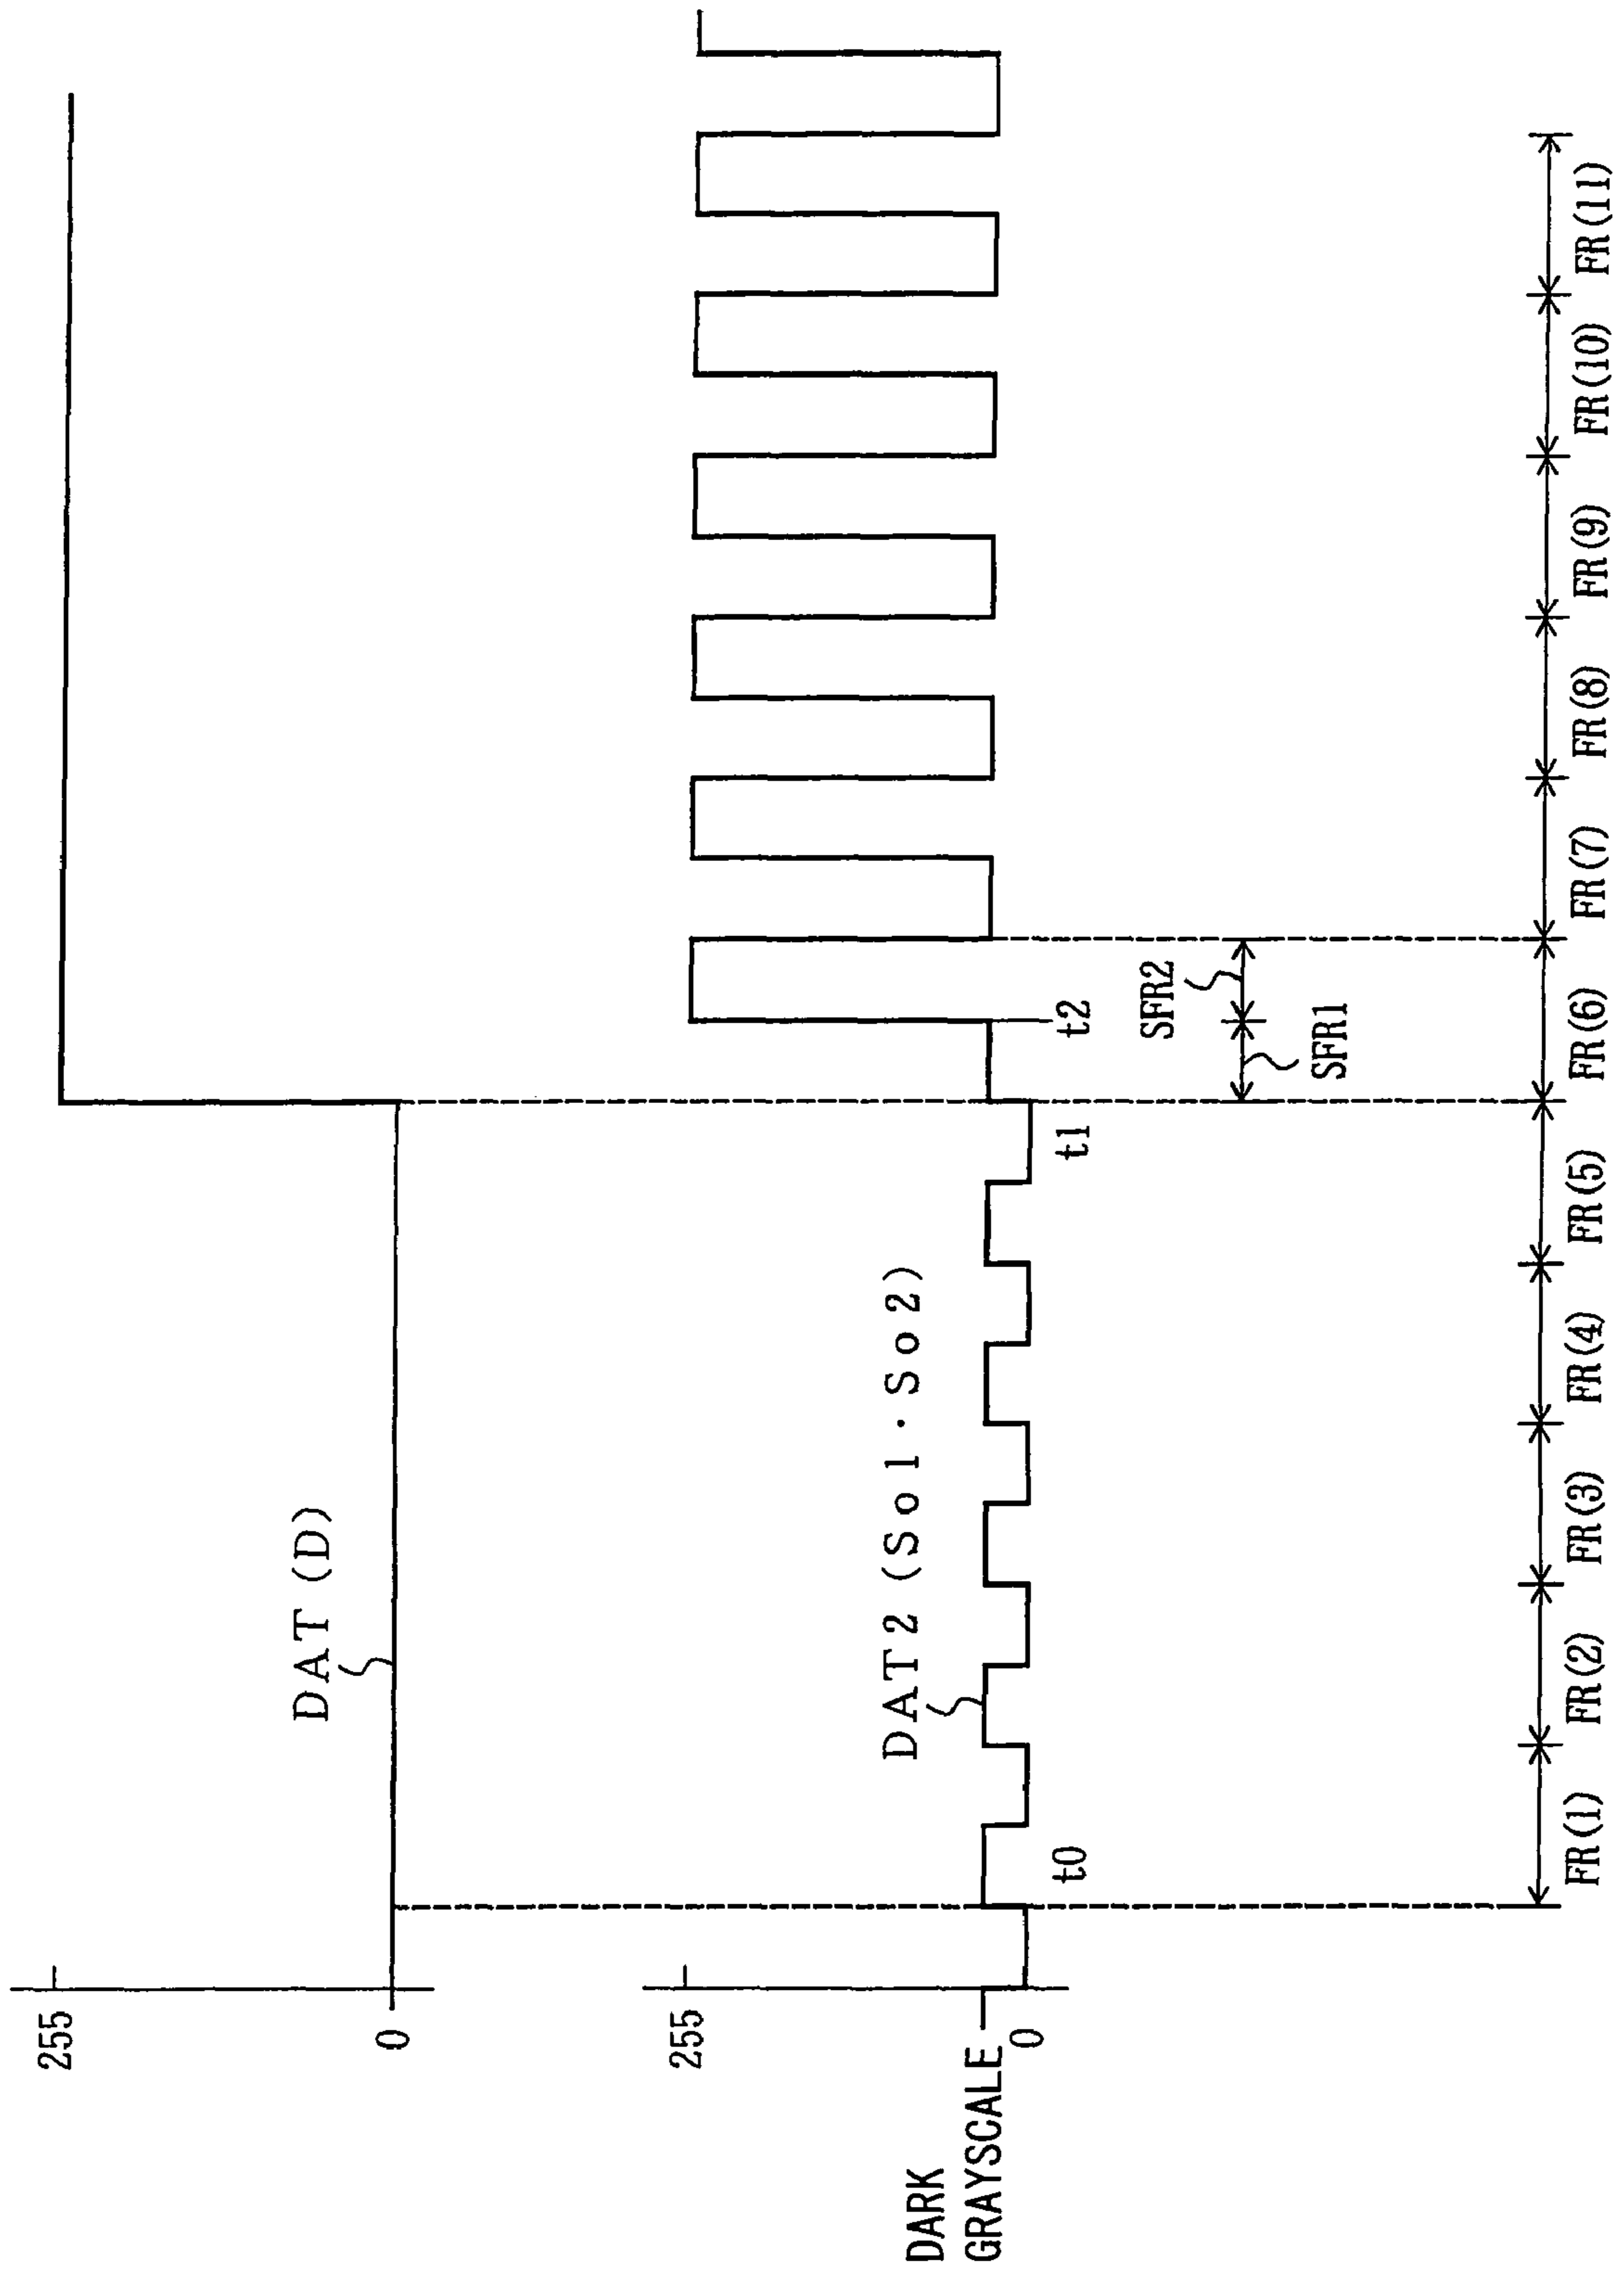 255
0
DAT (D)
255
DARK
GRAYSCALE
0
DAT2 (So1・So2)
t0
t1
t2
SFR2
SFR1
FR(1)
FR(2)
FR(3)
FR(4)
FR(5)
FR(6)
FR(7)
FR(8)
FR(9)
FR(10)
FR(11)